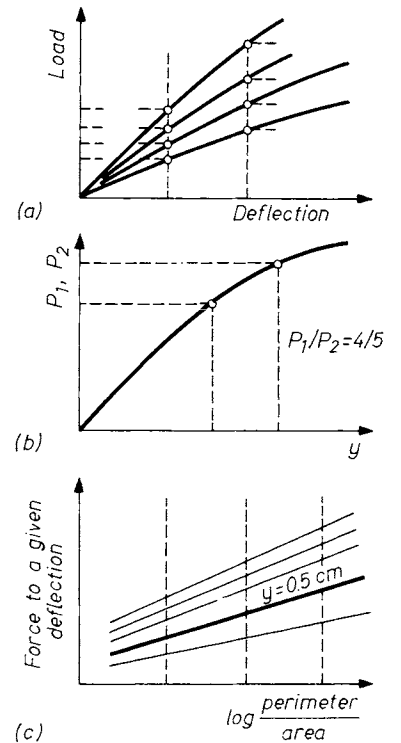 Load
(a)
Deflection
P₁, P₂
P₁/P₂=4/5
(b)
y
Force to a given
deflection
y=0.5 cm
(c)
log perimeter/area